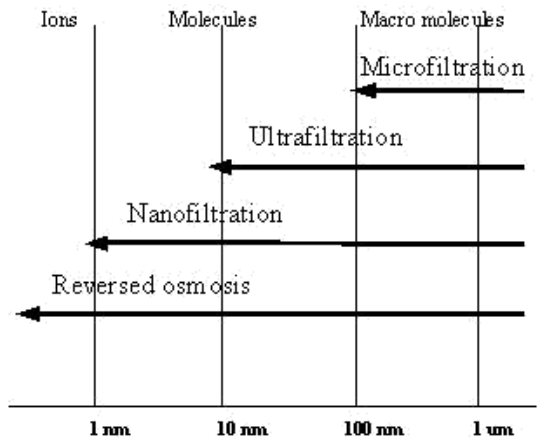 Ions Molecules Macro molecules
Microfiltration
Ultrafiltration
Nanofiltration
Reversed osmosis
1 nm 10 nm 100 nm 1 um